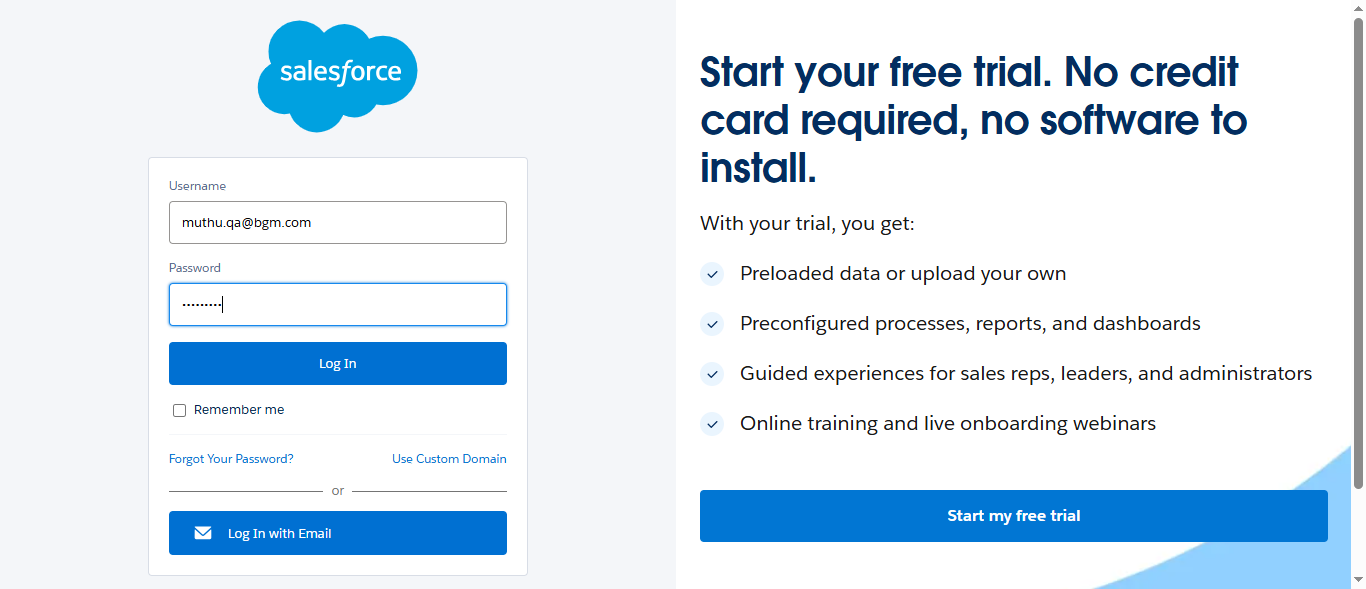 salesforce
Username
muthu.qa@bgm.com
Password
•••••••••
Log In
Remember me
Forgot Your Password?
Use Custom Domain
or
Log In with Email
Start your free trial. No credit
card required, no software to
install.
With your trial, you get:
Preloaded data or upload your own
Preconfigured processes, reports, and dashboards
Guided experiences for sales reps, leaders, and administrators
Online training and live onboarding webinars
Start my free trial